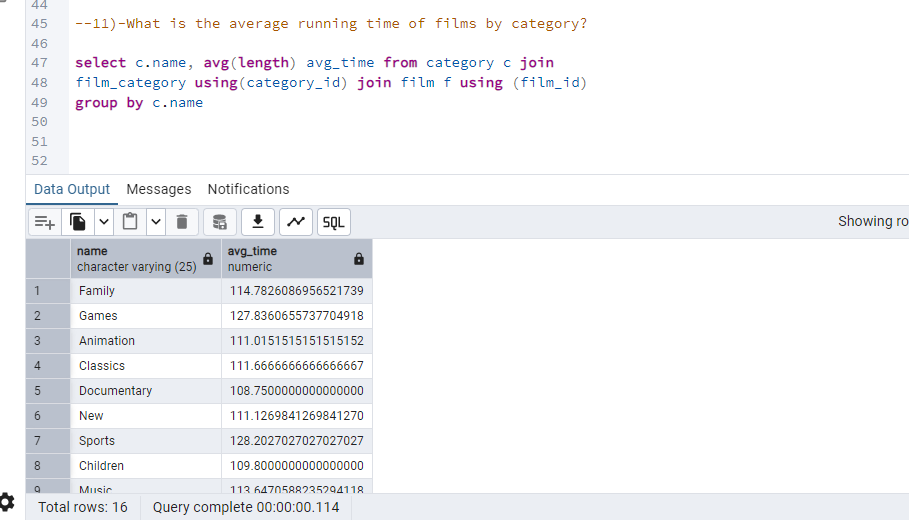 44
45 --11)-What is the average running time of films by category?
46
47 select c.name, avg(length) avg_time from category c join
48 film_category using(category_id) join film f using (film_id)
49 group by c.name
50
51
52
Data Output Messages Notifications
SQL
Showing ro
name avg_time
character varying (25) numeric
1 Family 114.7826086956521739
2 Games 127.8360655737704918
3 Animation 111.0151515151515152
4 Classics 111.6666666666666667
5 Documentary 108.7500000000000000
6 New 111.1269841269841270
7 Sports 128.2027027027027027
8 Children 109.8000000000000000
9 Music 113.6470588235294118
Total rows: 16 Query complete 00:00:00.114